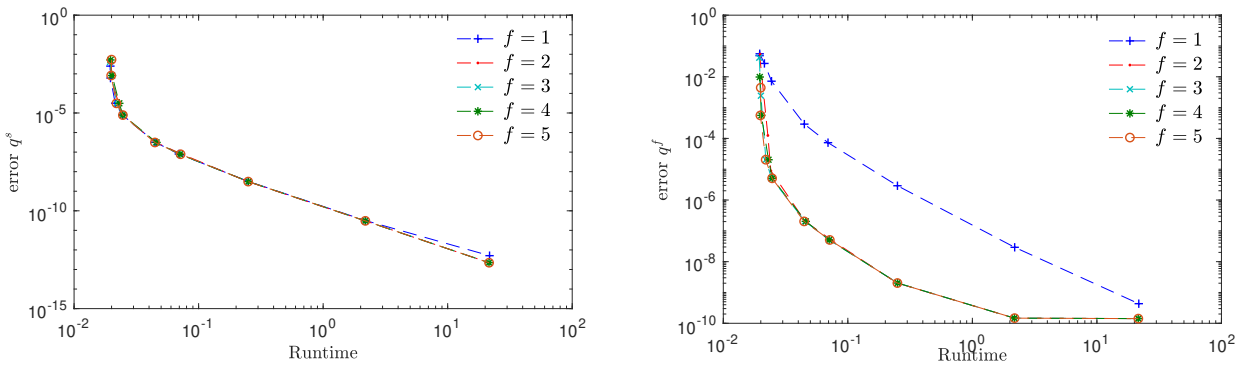 10^0
10^-5
10^-10
10^-15
error q^s
10^-2
10^-1
10^0
10^1
10^2
Runtime
f = 1
f = 2
f = 3
f = 4
f = 5
10^0
10^-2
10^-4
10^-6
10^-8
10^-10
error q^f
10^-2
10^-1
10^0
10^1
10^2
Runtime
f = 1
f = 2
f = 3
f = 4
f = 5